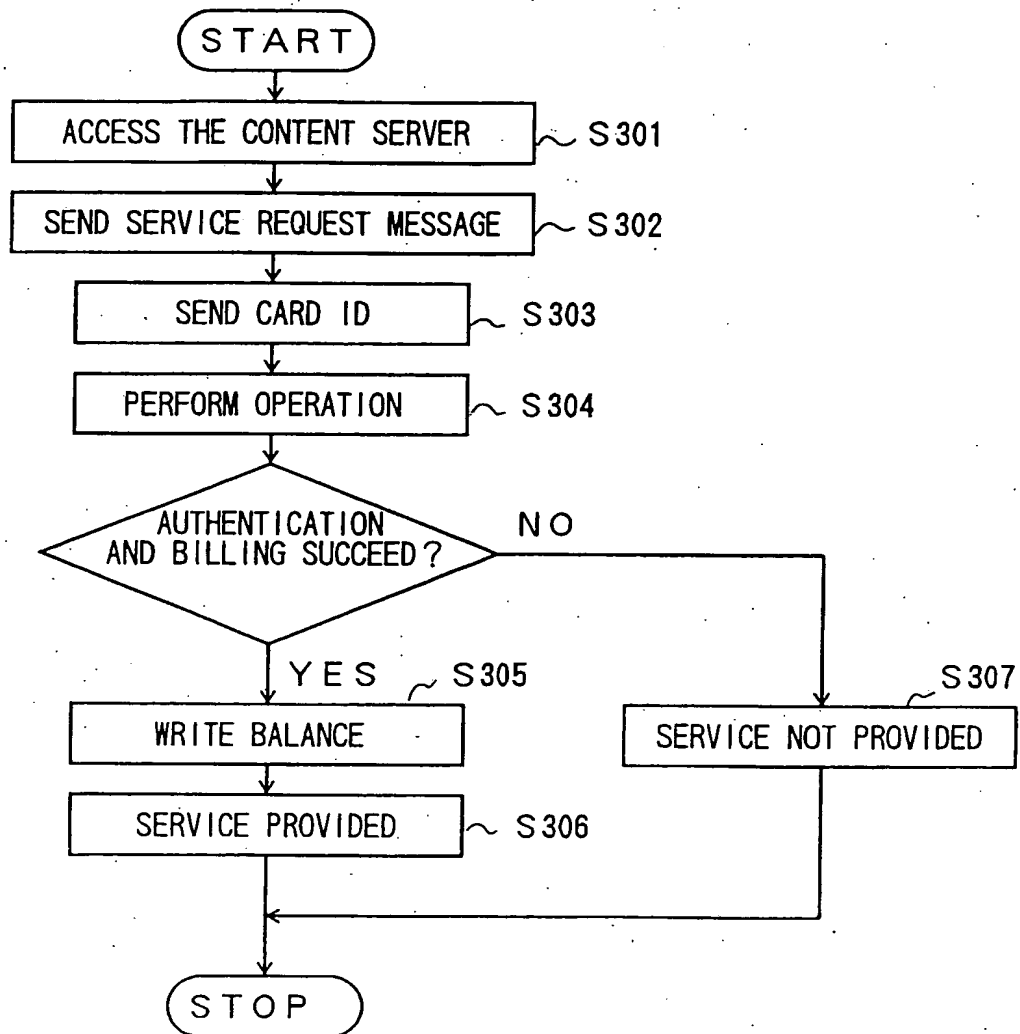 START
ACCESS THE CONTENT SERVER
S301
SEND SERVICE REQUEST MESSAGE
S302
SEND CARD ID
S303
PERFORM OPERATION
S304
AUTHENTICATION
AND BILLING SUCCEED?
NO
YES
S305
WRITE BALANCE
S307
SERVICE NOT PROVIDED
SERVICE PROVIDED
S306
STOP